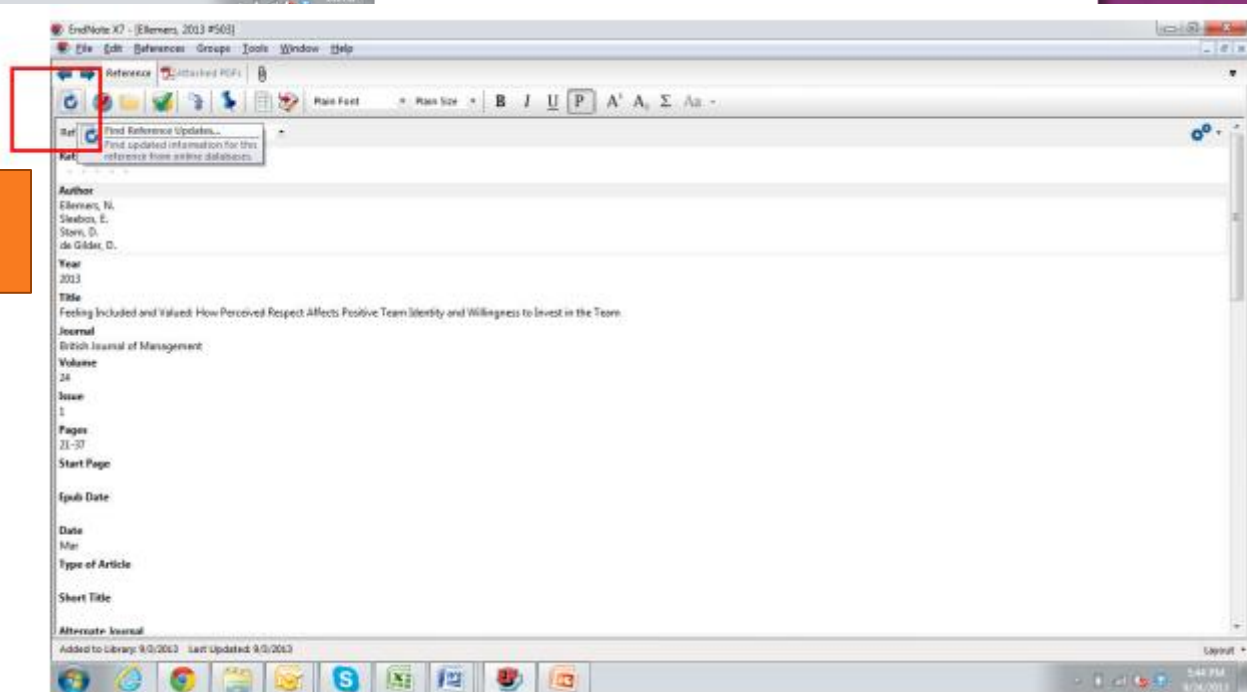 EndNote X7 - [Ellemers, 2013 #503]
File Edit References Groups Tools Window Help
Reference Attached PDFs
Plain Font Plain Size B I U P A¹ A₁ Σ Aa
Find Reference Updates...
Find updated information for this
reference from online databases.
Author
Ellemers, N.
Sleebos, E.
Stam, D.
de Gilder, D.
Year
2013
Title
Feeling Included and Valued: How Perceived Respect Affects Positive Team Identity and Willingness to Invest in the Team
Journal
British Journal of Management
Volume
24
Issue
1
Pages
21-37
Start Page
Epub Date
Date
Mar
Type of Article
Short Title
Alternate Journal
Added to Library: 9/3/2013 Last Updated: 9/3/2013
Layout
5:44 PM